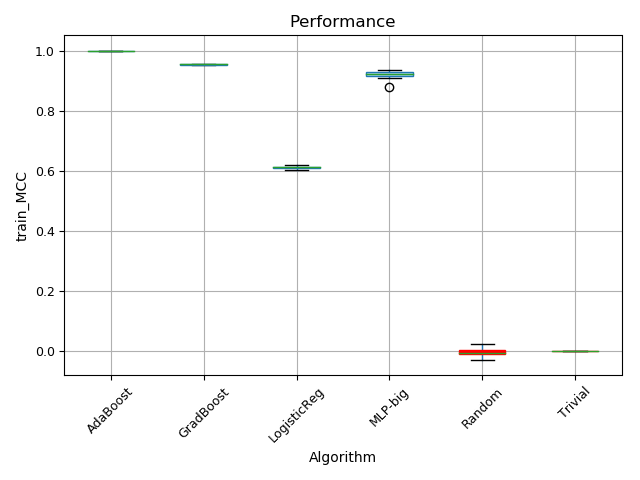 Performance
train_MCC
1.0
0.8
0.6
0.4
0.2
0.0
AdaBoost
GradBoost
LogisticReg
MLP-big
Random
Trivial
Algorithm